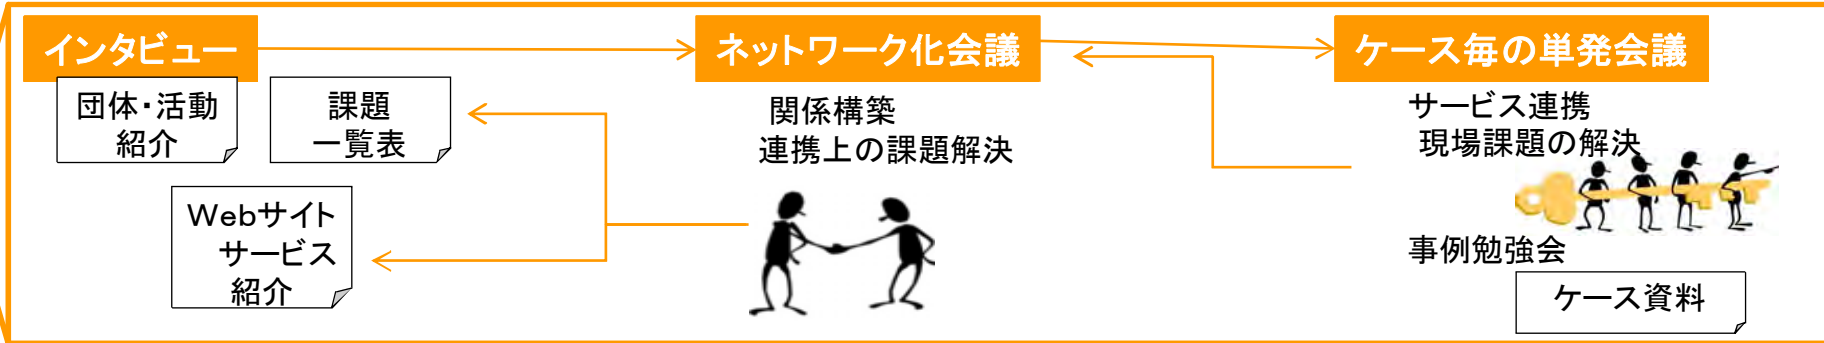 インタビュー
団体・活動
紹介
課題
一覧表
Webサイト
サービス
紹介
ネットワーク化会議
関係構築
連携上の課題解決
ケース毎の単発会議
サービス連携
現場課題の解決
事例勉強会
ケース資料